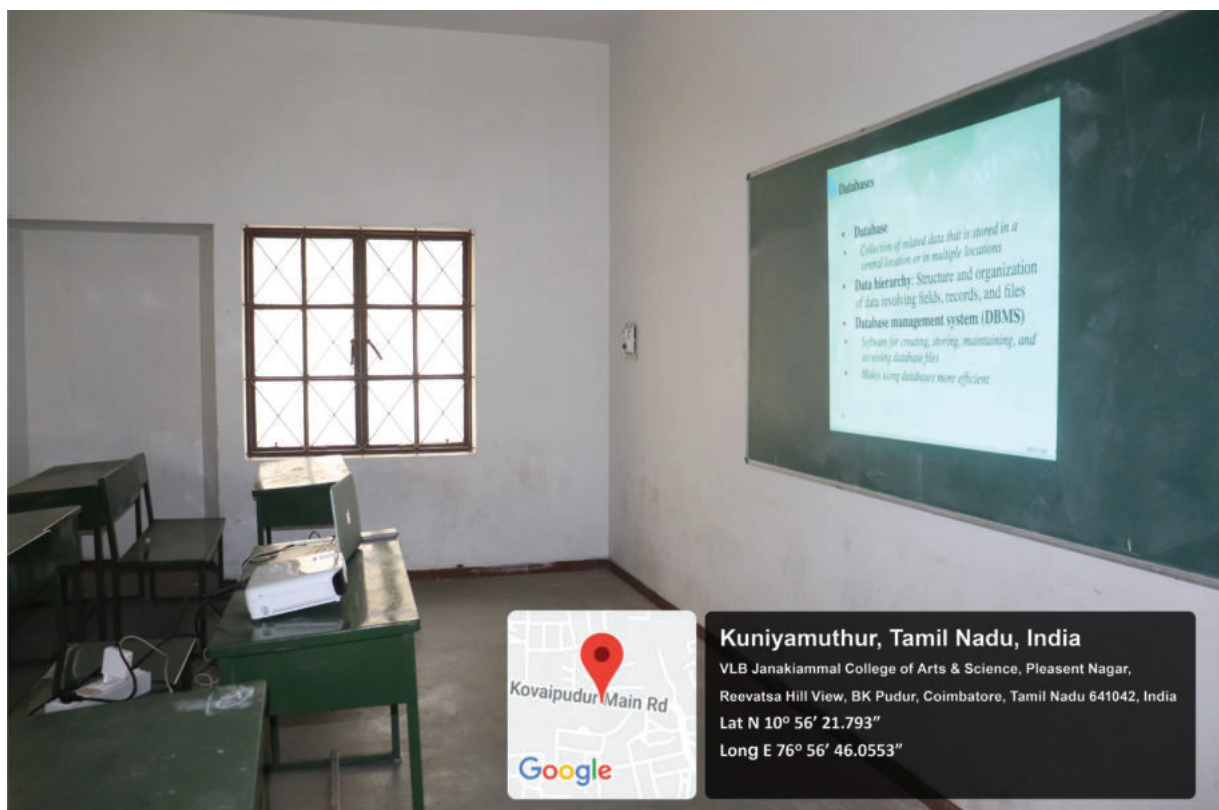 Databases
• Database
• Collection of related data that is stored in a
central location or in multiple locations
• Data hierarchy: Structure and organization
of data involving fields, records, and files
• Database management system (DBMS)
• Software for creating, storing, maintaining, and
accessing database files
• Makes using databases more efficient
Kovaipudur Main Rd
Google
Kuniyamuthur, Tamil Nadu, India
VLB Janakiammal College of Arts & Science, Pleasent Nagar,
Reevatsa Hill View, BK Pudur, Coimbatore, Tamil Nadu 641042, India
Lat N 10° 56′ 21.793″
Long E 76° 56′ 46.0553″